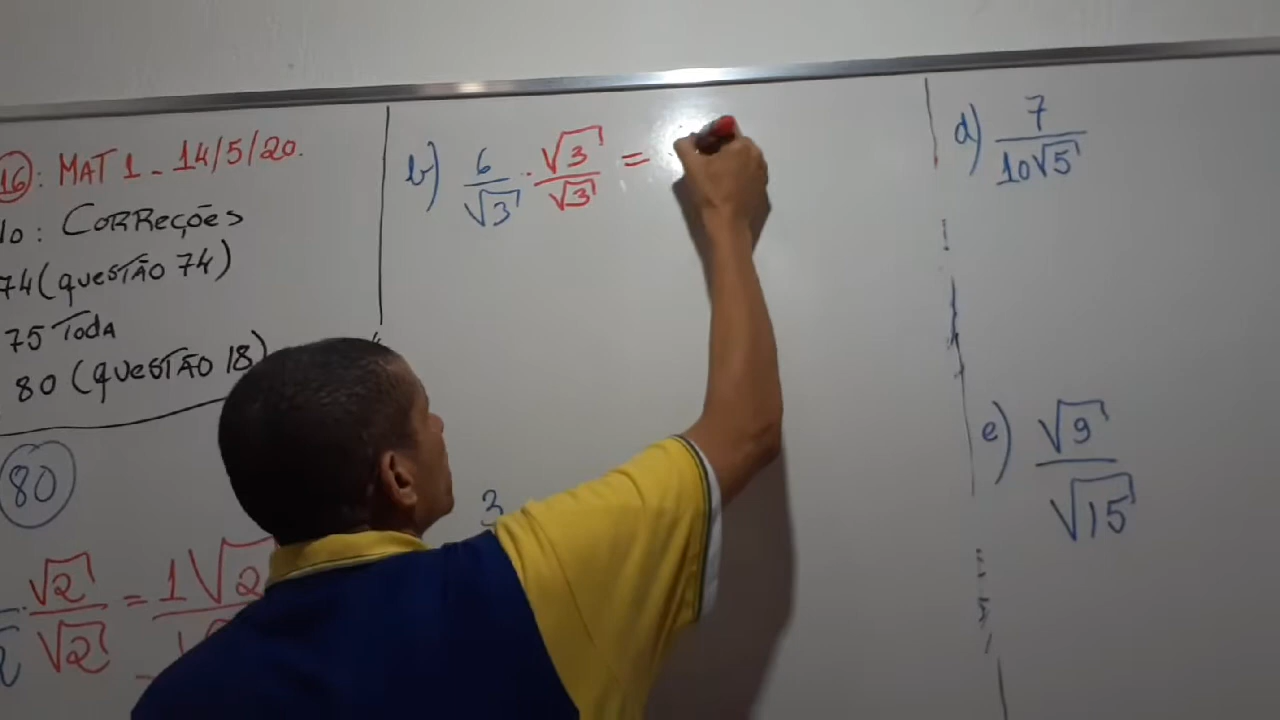 16: MAT 1 - 14/5/20.
lo: CORREÇÕES
74 (QUESTÃO 74)
75 TODA
80 (QUESTÃO 18)
80
√2/√2 = 1√2
b) 6/√3 · √3/√3 =
3
d) 7/10√5
e) √9/√15